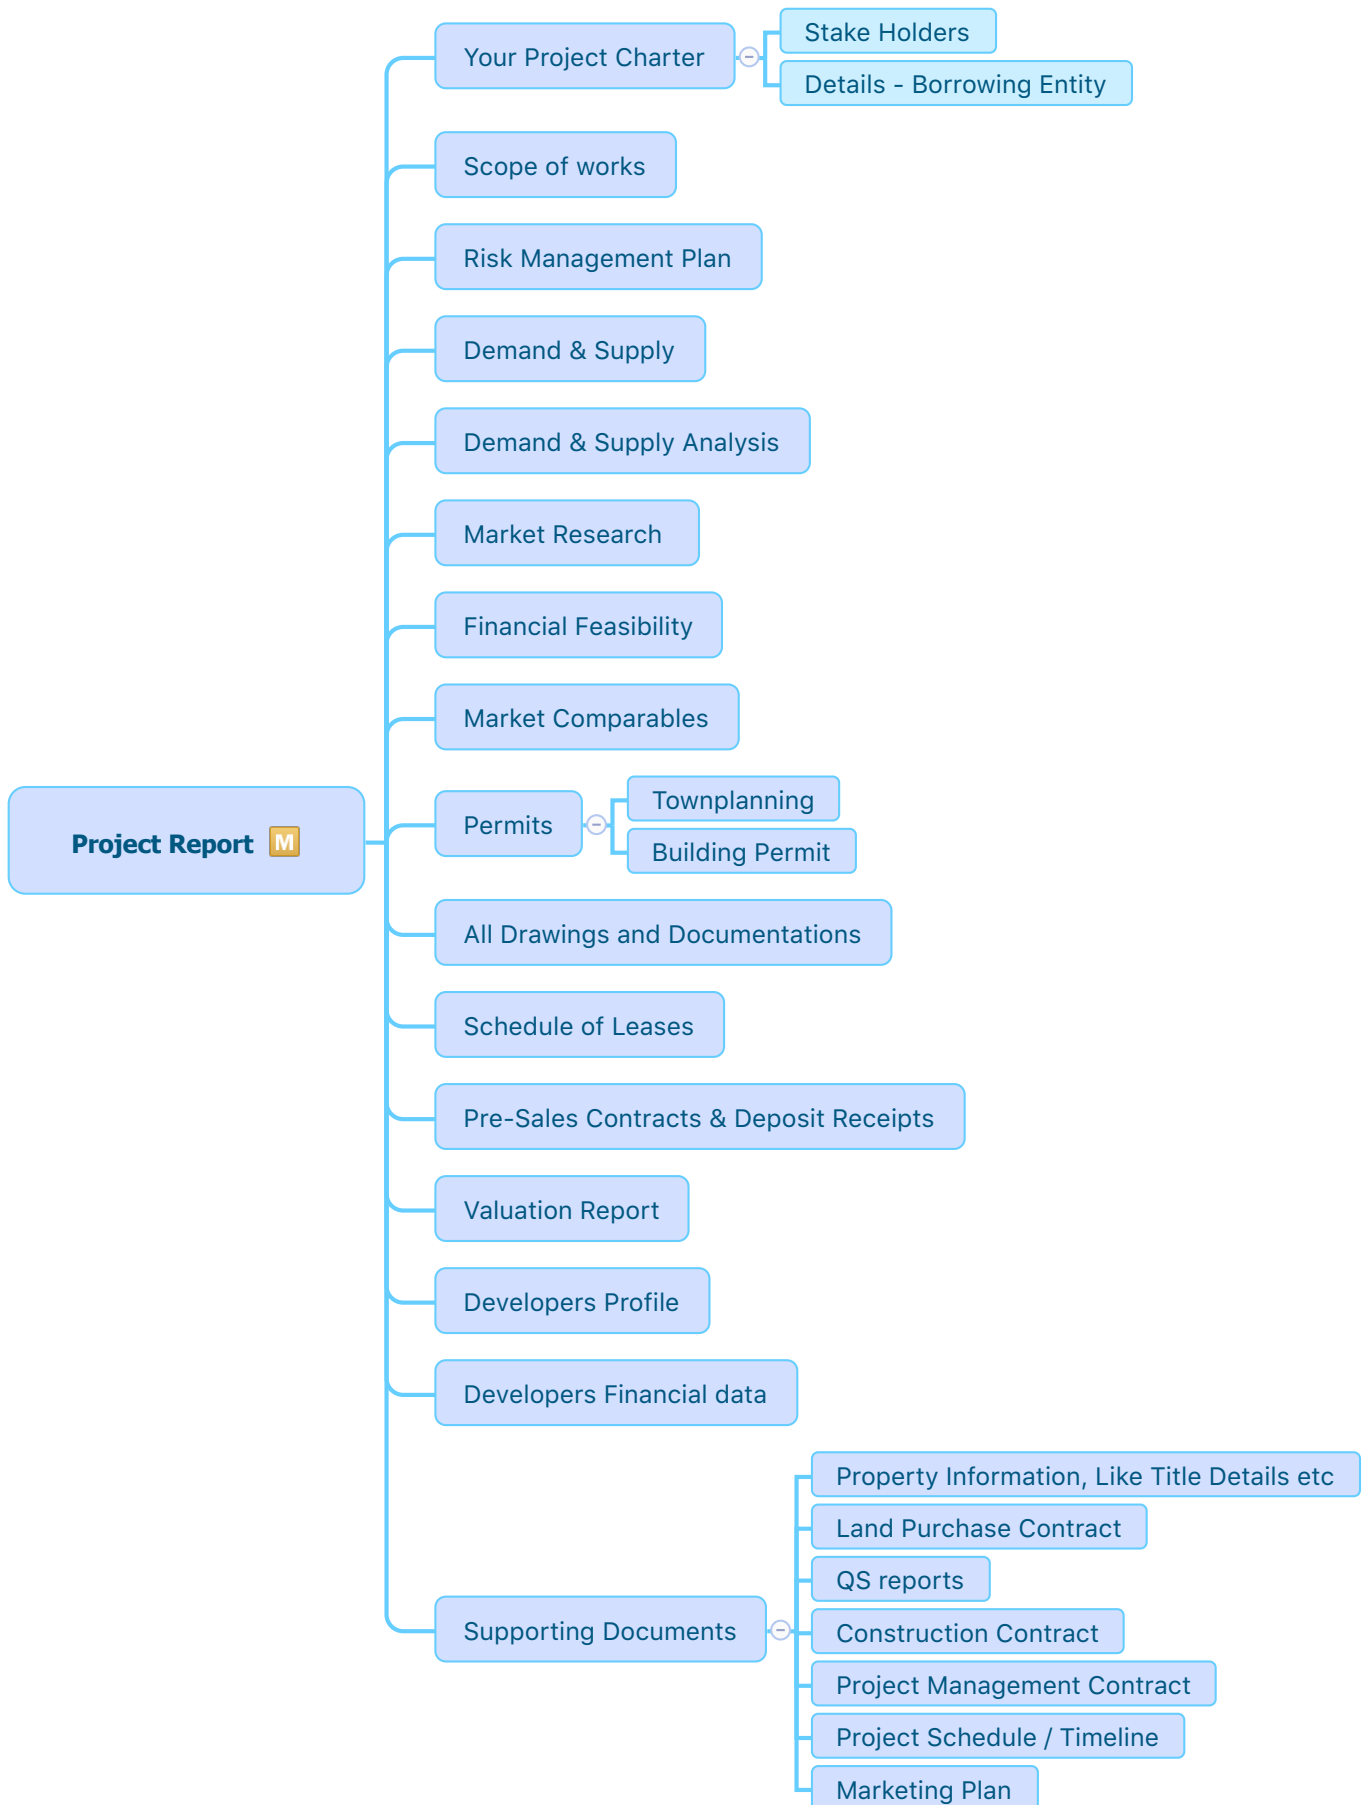 Your Project Charter
Stake Holders
Details - Borrowing Entity
Scope of works
Risk Management Plan
Demand & Supply
Demand & Supply Analysis
Market Research
Financial Feasibility
Market Comparables
Project Report M
Permits
Townplanning
Building Permit
All Drawings and Documentations
Schedule of Leases
Pre-Sales Contracts & Deposit Receipts
Valuation Report
Developers Profile
Developers Financial data
Supporting Documents
Property Information, Like Title Details etc
Land Purchase Contract
QS reports
Construction Contract
Project Management Contract
Project Schedule / Timeline
Marketing Plan